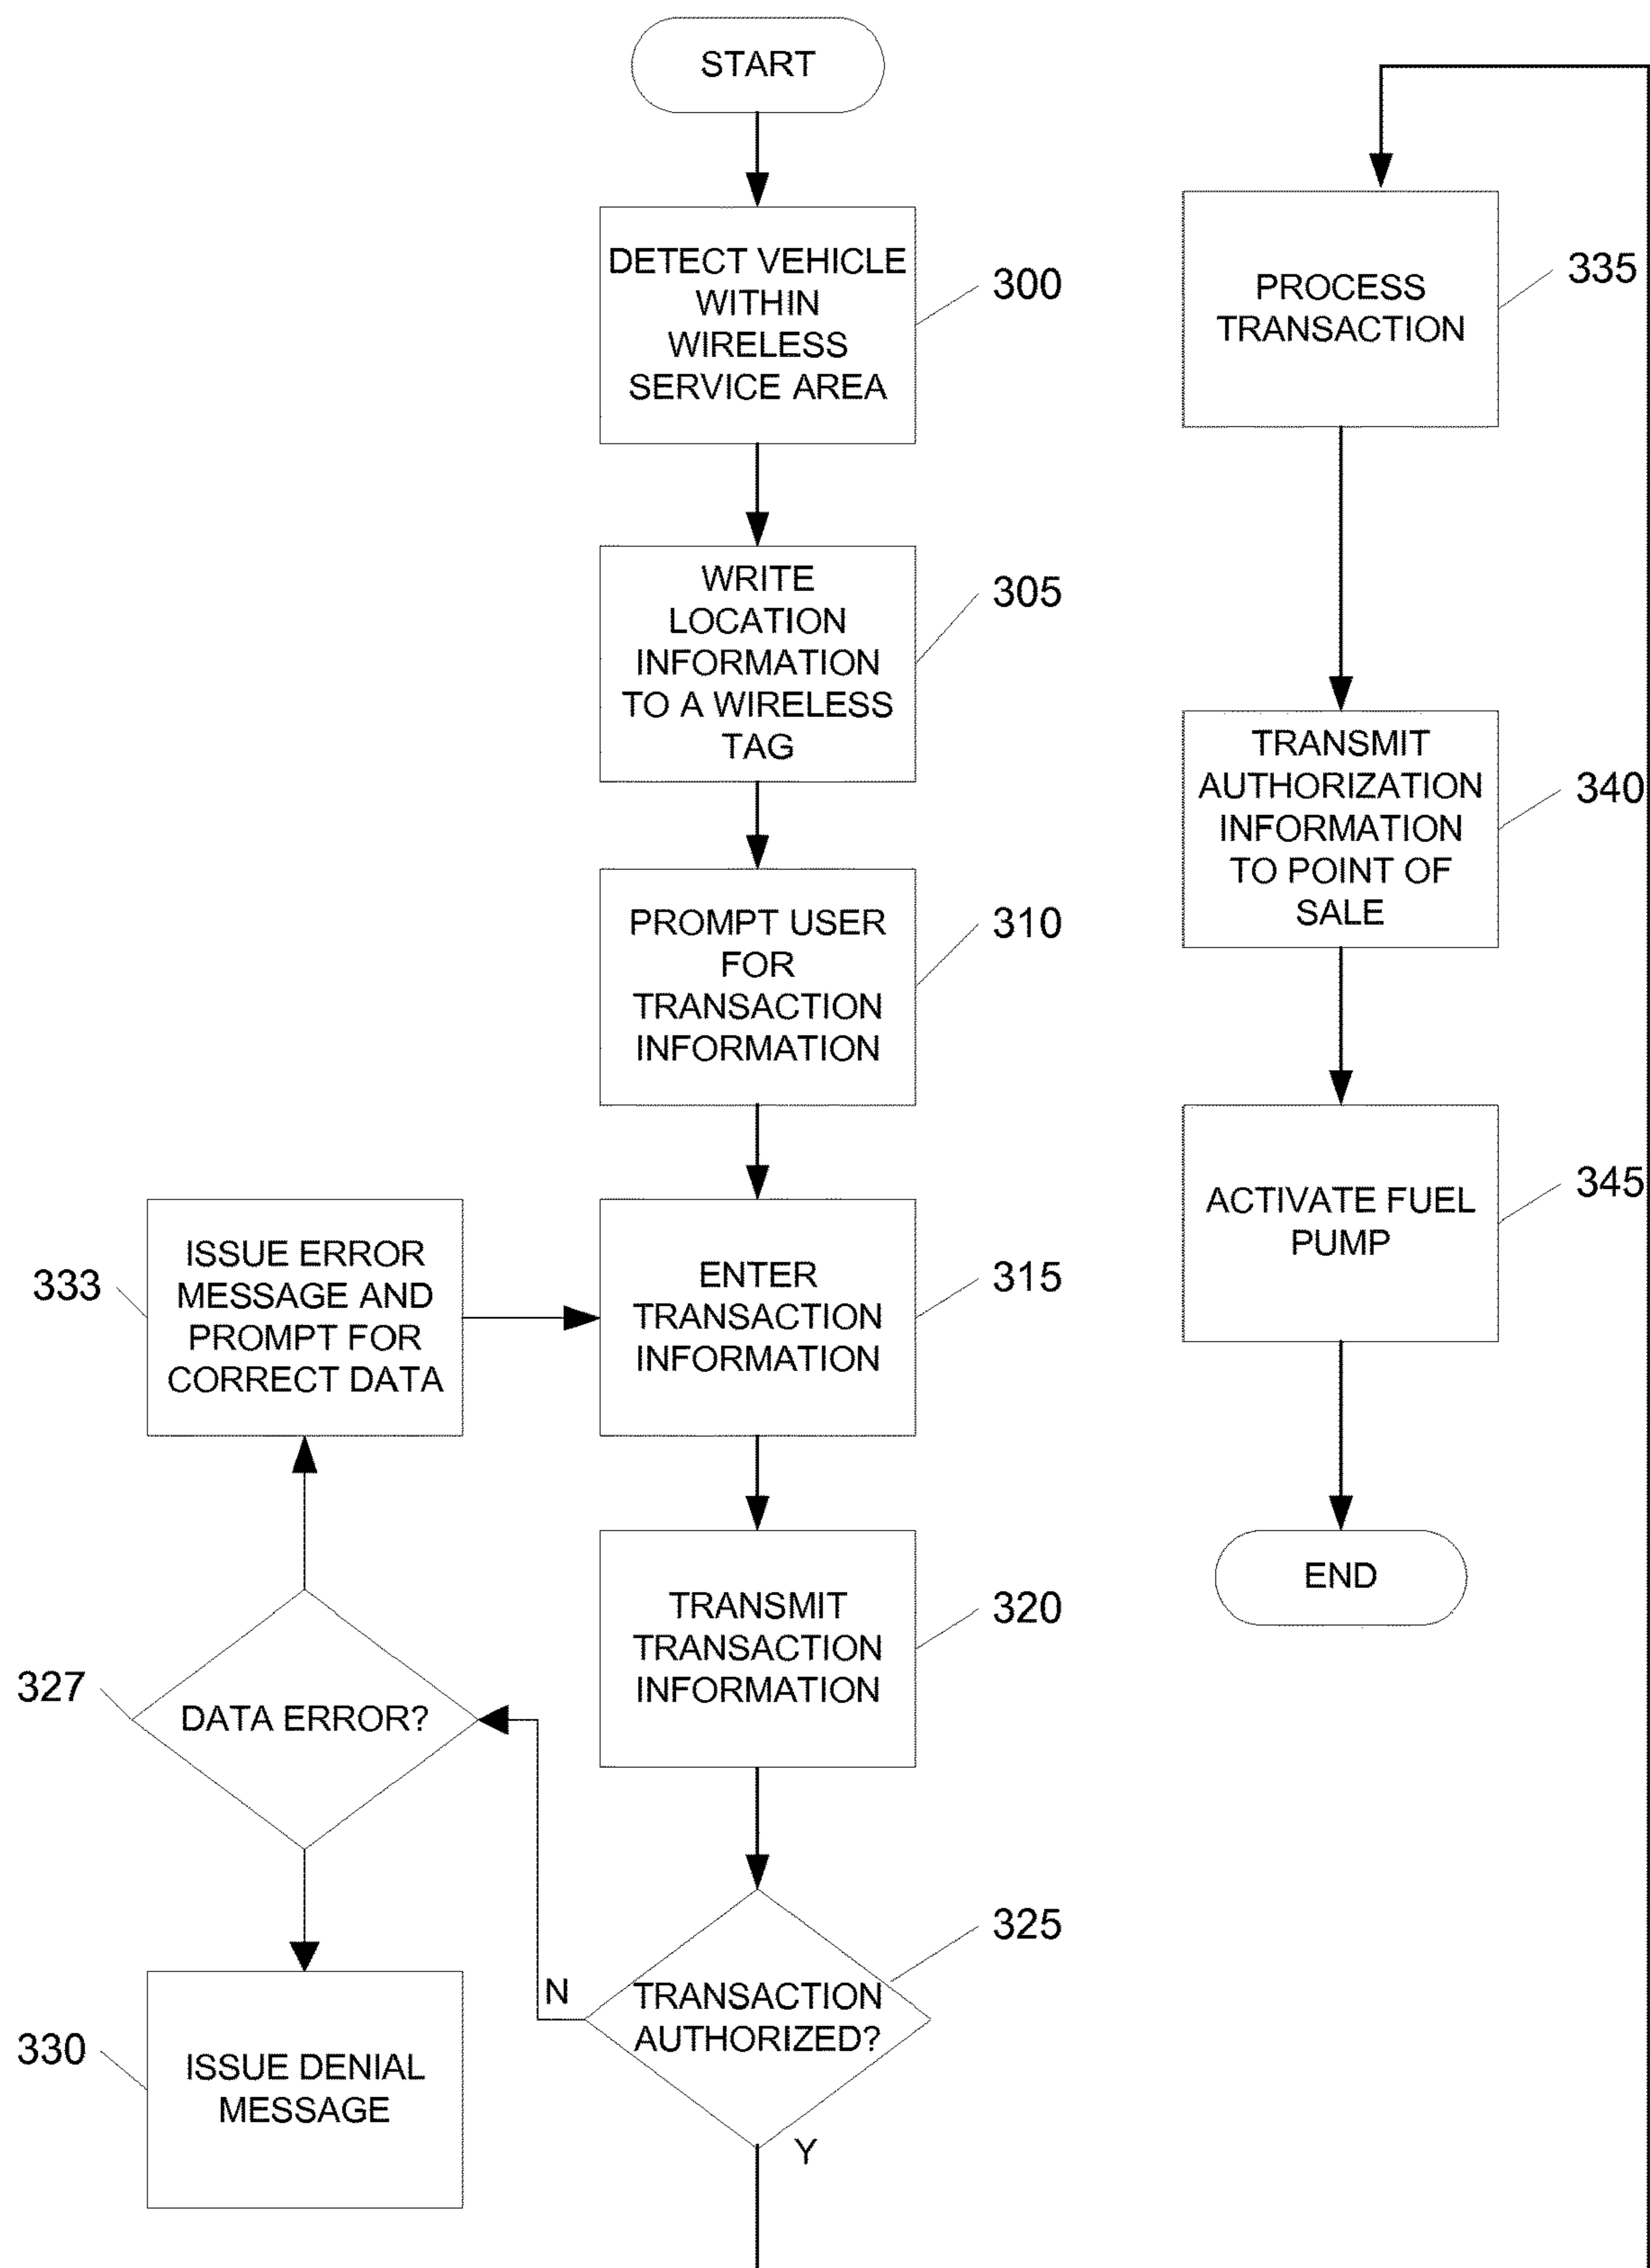 START
DETECT VEHICLE
WITHIN
WIRELESS
SERVICE AREA
300
WRITE
LOCATION
INFORMATION
TO A WIRELESS
TAG
305
PROMPT USER
FOR
TRANSACTION
INFORMATION
310
ISSUE ERROR
MESSAGE AND
PROMPT FOR
CORRECT DATA
333
ENTER
TRANSACTION
INFORMATION
315
TRANSMIT
TRANSACTION
INFORMATION
320
327
DATA ERROR?
TRANSACTION
AUTHORIZED?
325
N
Y
330
ISSUE DENIAL
MESSAGE
PROCESS
TRANSACTION
335
TRANSMIT
AUTHORIZATION
INFORMATION
TO POINT OF
SALE
340
ACTIVATE FUEL
PUMP
345
END